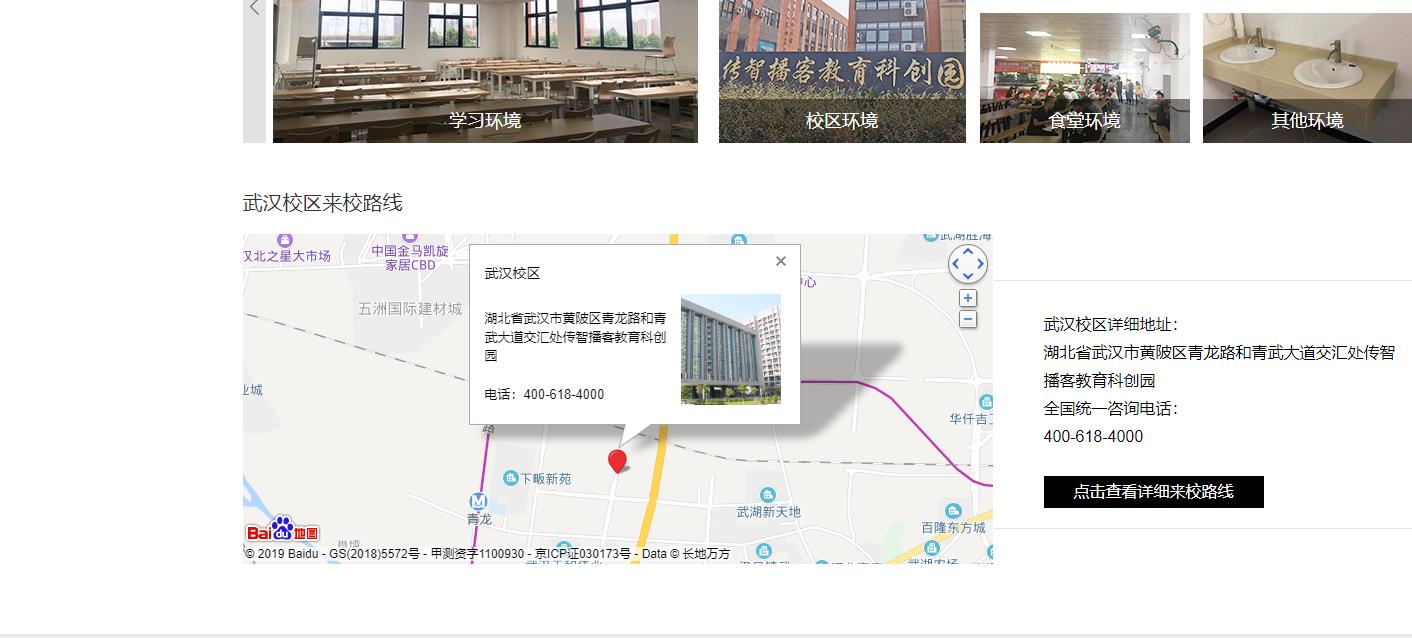 传智播客教育科创园
学习环境
校区环境
食堂环境
其他环境
武汉校区来校路线
汉北之星大市场
中国金马凯旋
家居CBD
五洲国际建材城
业城
武汉校区
湖北省武汉市黄陂区青龙路和青
武大道交汇处传智播客教育科创
园
电话：400-618-4000
心
路
华仟吉工
下畈新苑
青龙
武湖新天地
百隆东方城
Bai du 地图
© 2019 Baidu - GS(2018)5572号 - 甲测资字1100930 - 京ICP证030173号 - Data © 长地万方
武汉校区详细地址：
湖北省武汉市黄陂区青龙路和青武大道交汇处传智
播客教育科创园
全国统一咨询电话：
400-618-4000
点击查看详细来校路线